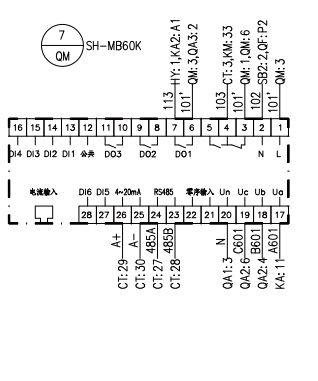 7
QM
SH-MB60K
113
HY: 1,KA2: A1
101'
QM: 3,QA3: 2
103
CT: 3,KM: 33
101'
QM: 1,QM: 6
102
SB2: 2,QF: P2
101'
QM: 3
16 15 14 13 12 11 10 9 8 7 6 5 4 3 2 1
DI4 DI3 DI2 DI1 公共 DO3 DO2 DO1 N L
电流输入 DI6 DI5 4~20mA RS485 零序输入 Un Uc Ub Ua
28 27 26 25 24 23 22 21 20 19 18 17
A+
CT: 29
A-
CT: 30
485A
CT: 27
485B
CT: 28
N
QA1: 3
C601
QA2: 6
B601
QA2: 4
A601
KA: 11